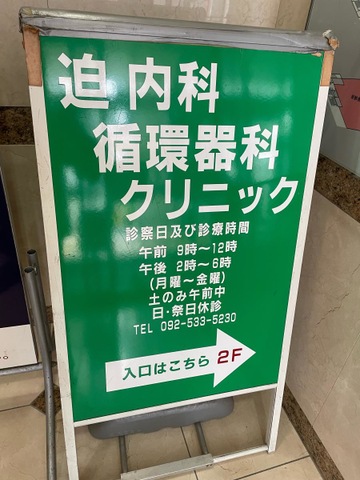 迫 内科
循環器科
クリニック
診察日及び診療時間
午前 9時〜12時
午後 2時〜6時
(月曜〜金曜)
土のみ午前中
日・祭日休診
TEL 092-533-5230
入口はこちら 2F